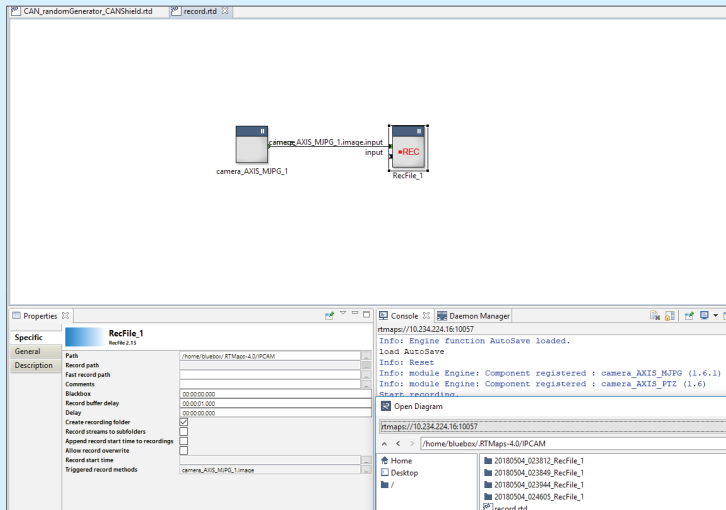 CAN_randomGenerator_CANShield.rtd record.rtd
camera_AXIS_MJPG_1.image.input
input
REC
camera_AXIS_MJPG_1
RecFile_1
Properties
Specific
General
Description
RecFile_1
RecFile 2.15
Path /home/bluebox/.RTMaps-4.0/IPCAM
Record path
Fast record path
Comments
Blackbox 00:00:00.000
Record buffer delay 00:00:01.000
Delay 00:00:00.000
Create recording folder
Record streams to subfolders
Append record start time to recordings
Allow record overwrite
Record start time
Triggered record methods camera_AXIS_MJPG_1.image
Console Daemon Manager
rtmaps://10.234.224.16:10057
Info: Engine function AutoSave loaded.
load AutoSave
Info: Reset
Info: module Engine: Component registered : camera_AXIS_MJPG (1.6.1)
Info: module Engine: Component registered : camera_AXIS_PTZ (1.6)
Start recording.
Open Diagram
rtmaps://10.234.224.16:10057
/home/bluebox/.RTMaps-4.0/IPCAM
Home
Desktop
/
20180504_023812_RecFile_1
20180504_023849_RecFile_1
20180504_023944_RecFile_1
20180504_024605_RecFile_1
record.rtd